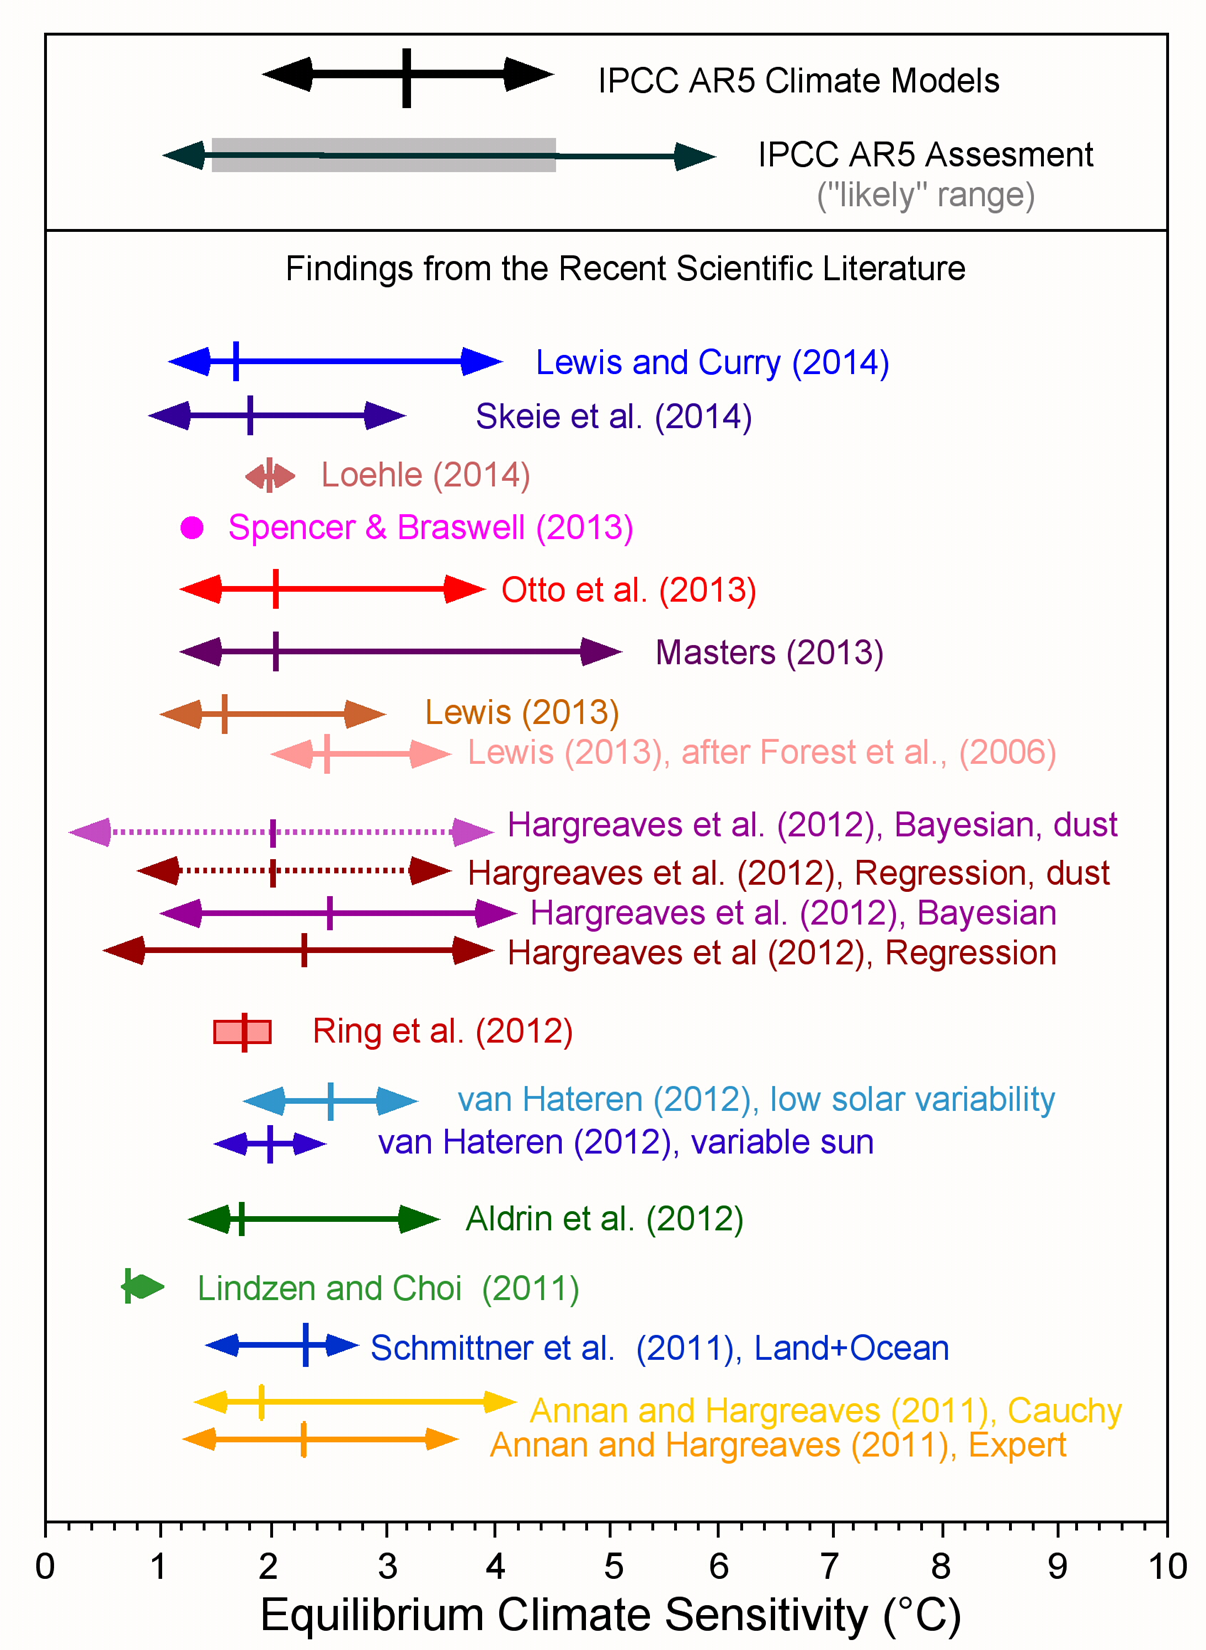 IPCC AR5 Climate Models
IPCC AR5 Assesment
("likely" range)
Findings from the Recent Scientific Literature
Lewis and Curry (2014)
Skeie et al. (2014)
Loehle (2014)
Spencer & Braswell (2013)
Otto et al. (2013)
Masters (2013)
Lewis (2013)
Lewis (2013), after Forest et al., (2006)
Hargreaves et al. (2012), Bayesian, dust
Hargreaves et al. (2012), Regression, dust
Hargreaves et al. (2012), Bayesian
Hargreaves et al (2012), Regression
Ring et al. (2012)
van Hateren (2012), low solar variability
van Hateren (2012), variable sun
Aldrin et al. (2012)
Lindzen and Choi  (2011)
Schmittner et al.  (2011), Land+Ocean
Annan and Hargreaves (2011), Cauchy
Annan and Hargreaves (2011), Expert
0 1 2 3 4 5 6 7 8 9 10
Equilibrium Climate Sensitivity (°C)